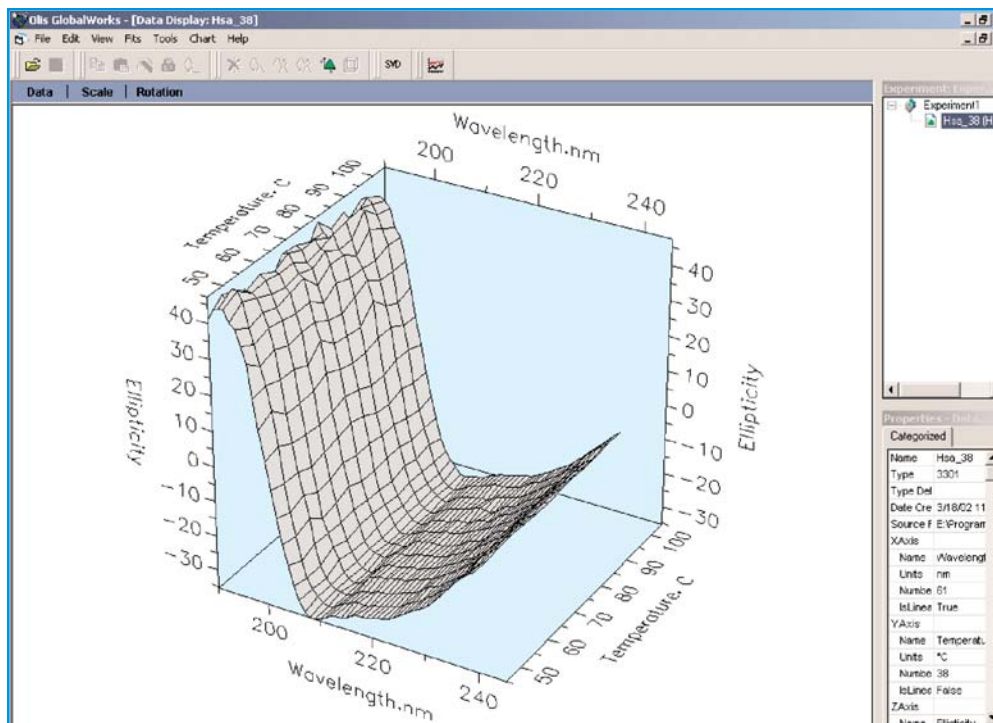 Olis GlobalWorks - [Data Display: Hsa_38]
File Edit View Fits Tools Chart Help
SVD
Data | Scale | Rotation
Wavelength.nm
200
220
240
Temperature, C
50
60
70
80
90
100
Ellipticity
40
30
20
10
0
-10
-20
-30
200
220
240
Wavelength.nm
50
60
70
80
90
100
Temperature, C
40
30
20
10
0
-10
-20
-30
Ellipticity
Experiment1
Hsa_38 (H
Properties - Data
Categorized
Name Hsa_38
Type 3301
Type Del
Date Cre 3/18/02 11
Source F E:\Program
XAxis
Name Wavelengt
Units nm
Numbe 61
IsLinea True
YAxis
Name Temperatu
Units °C
Numbe 38
IsLinea False
ZAxis